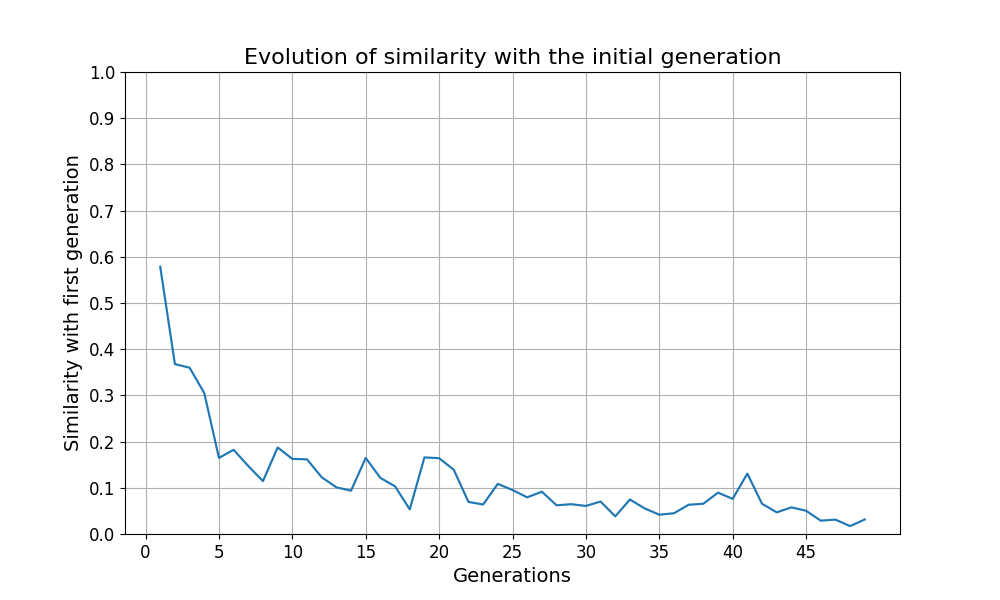 Evolution of similarity with the initial generation
1.0
0.9
0.8
0.7
0.6
0.5
0.4
0.3
0.2
0.1
0.0
Similarity with first generation
0 5 10 15 20 25 30 35 40 45
Generations